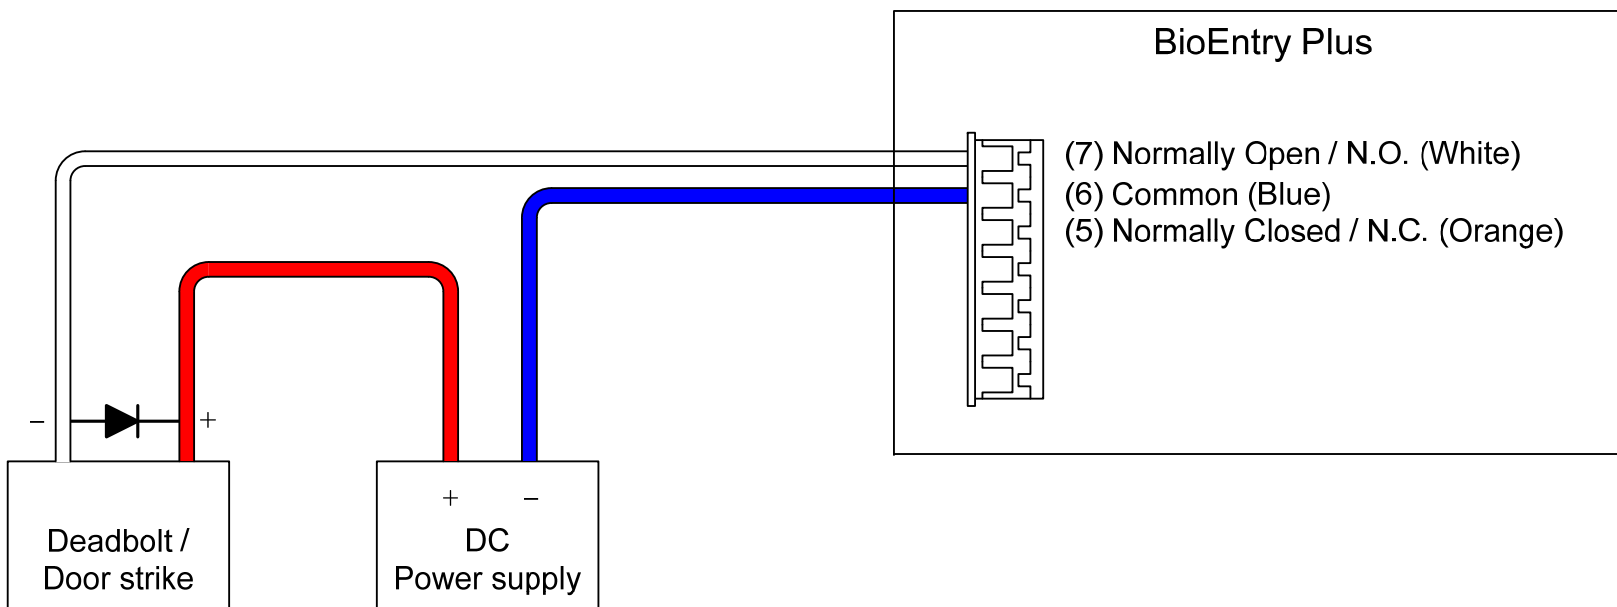 BioEntry Plus
(7) Normally Open / N.O. (White)
(6) Common (Blue)
(5) Normally Closed / N.C. (Orange)
− +
+ −
Deadbolt /
Door strike
DC
Power supply